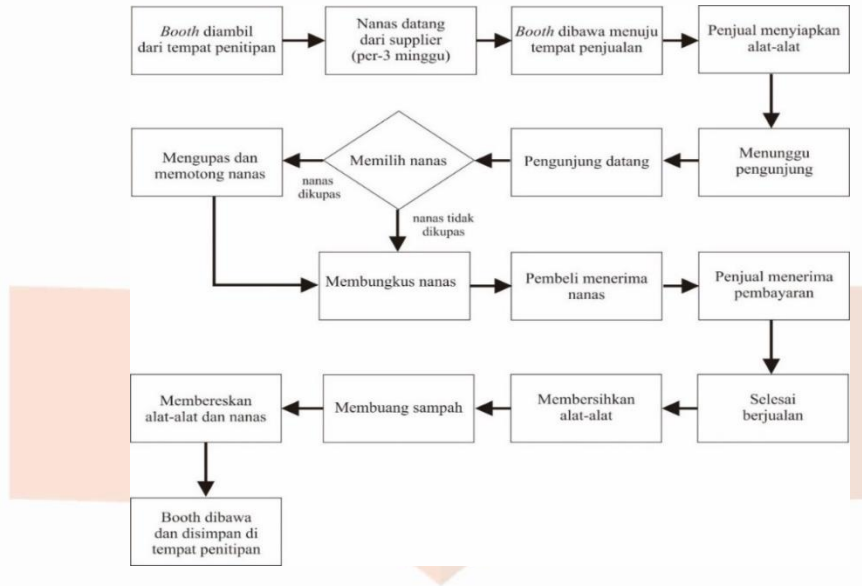 Booth diambil
dari tempat penitipan
Nanas datang
dari supplier
(per-3 minggu)
Booth dibawa menuju
tempat penjualan
Penjual menyiapkan
alat-alat
Menunggu
pengunjung
Pengunjung datang
Memilih nanas
nanas
dikupas
Mengupas dan
memotong nanas
nanas tidak
dikupas
Membungkus nanas
Pembeli menerima
nanas
Penjual menerima
pembayaran
Selesai
berjualan
Membersihkan
alat-alat
Membuang sampah
Membereskan
alat-alat dan nanas
Booth dibawa
dan disimpan di
tempat penitipan